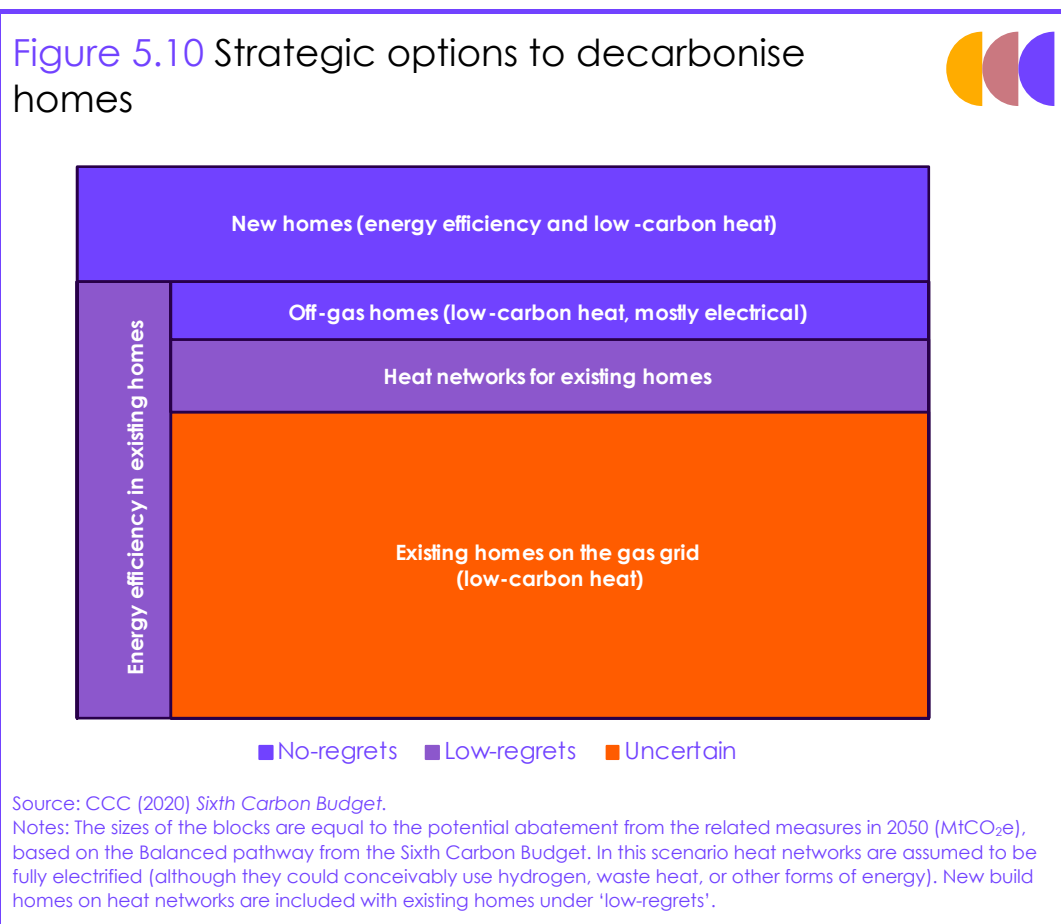 Figure 5.10 Strategic options to decarbonise
homes
New homes (energy efficiency and low -carbon heat)
Off-gas homes (low-carbon heat, mostly electrical)
Heat networks for existing homes
Energy efficiency in existing homes
Existing homes on the gas grid
(low-carbon heat)
No-regrets Low-regrets Uncertain
Source: CCC (2020) Sixth Carbon Budget.
Notes: The sizes of the blocks are equal to the potential abatement from the related measures in 2050 (MtCO₂e),
based on the Balanced pathway from the Sixth Carbon Budget. In this scenario heat networks are assumed to be
fully electrified (although they could conceivably use hydrogen, waste heat, or other forms of energy). New build
homes on heat networks are included with existing homes under ‘low-regrets’.